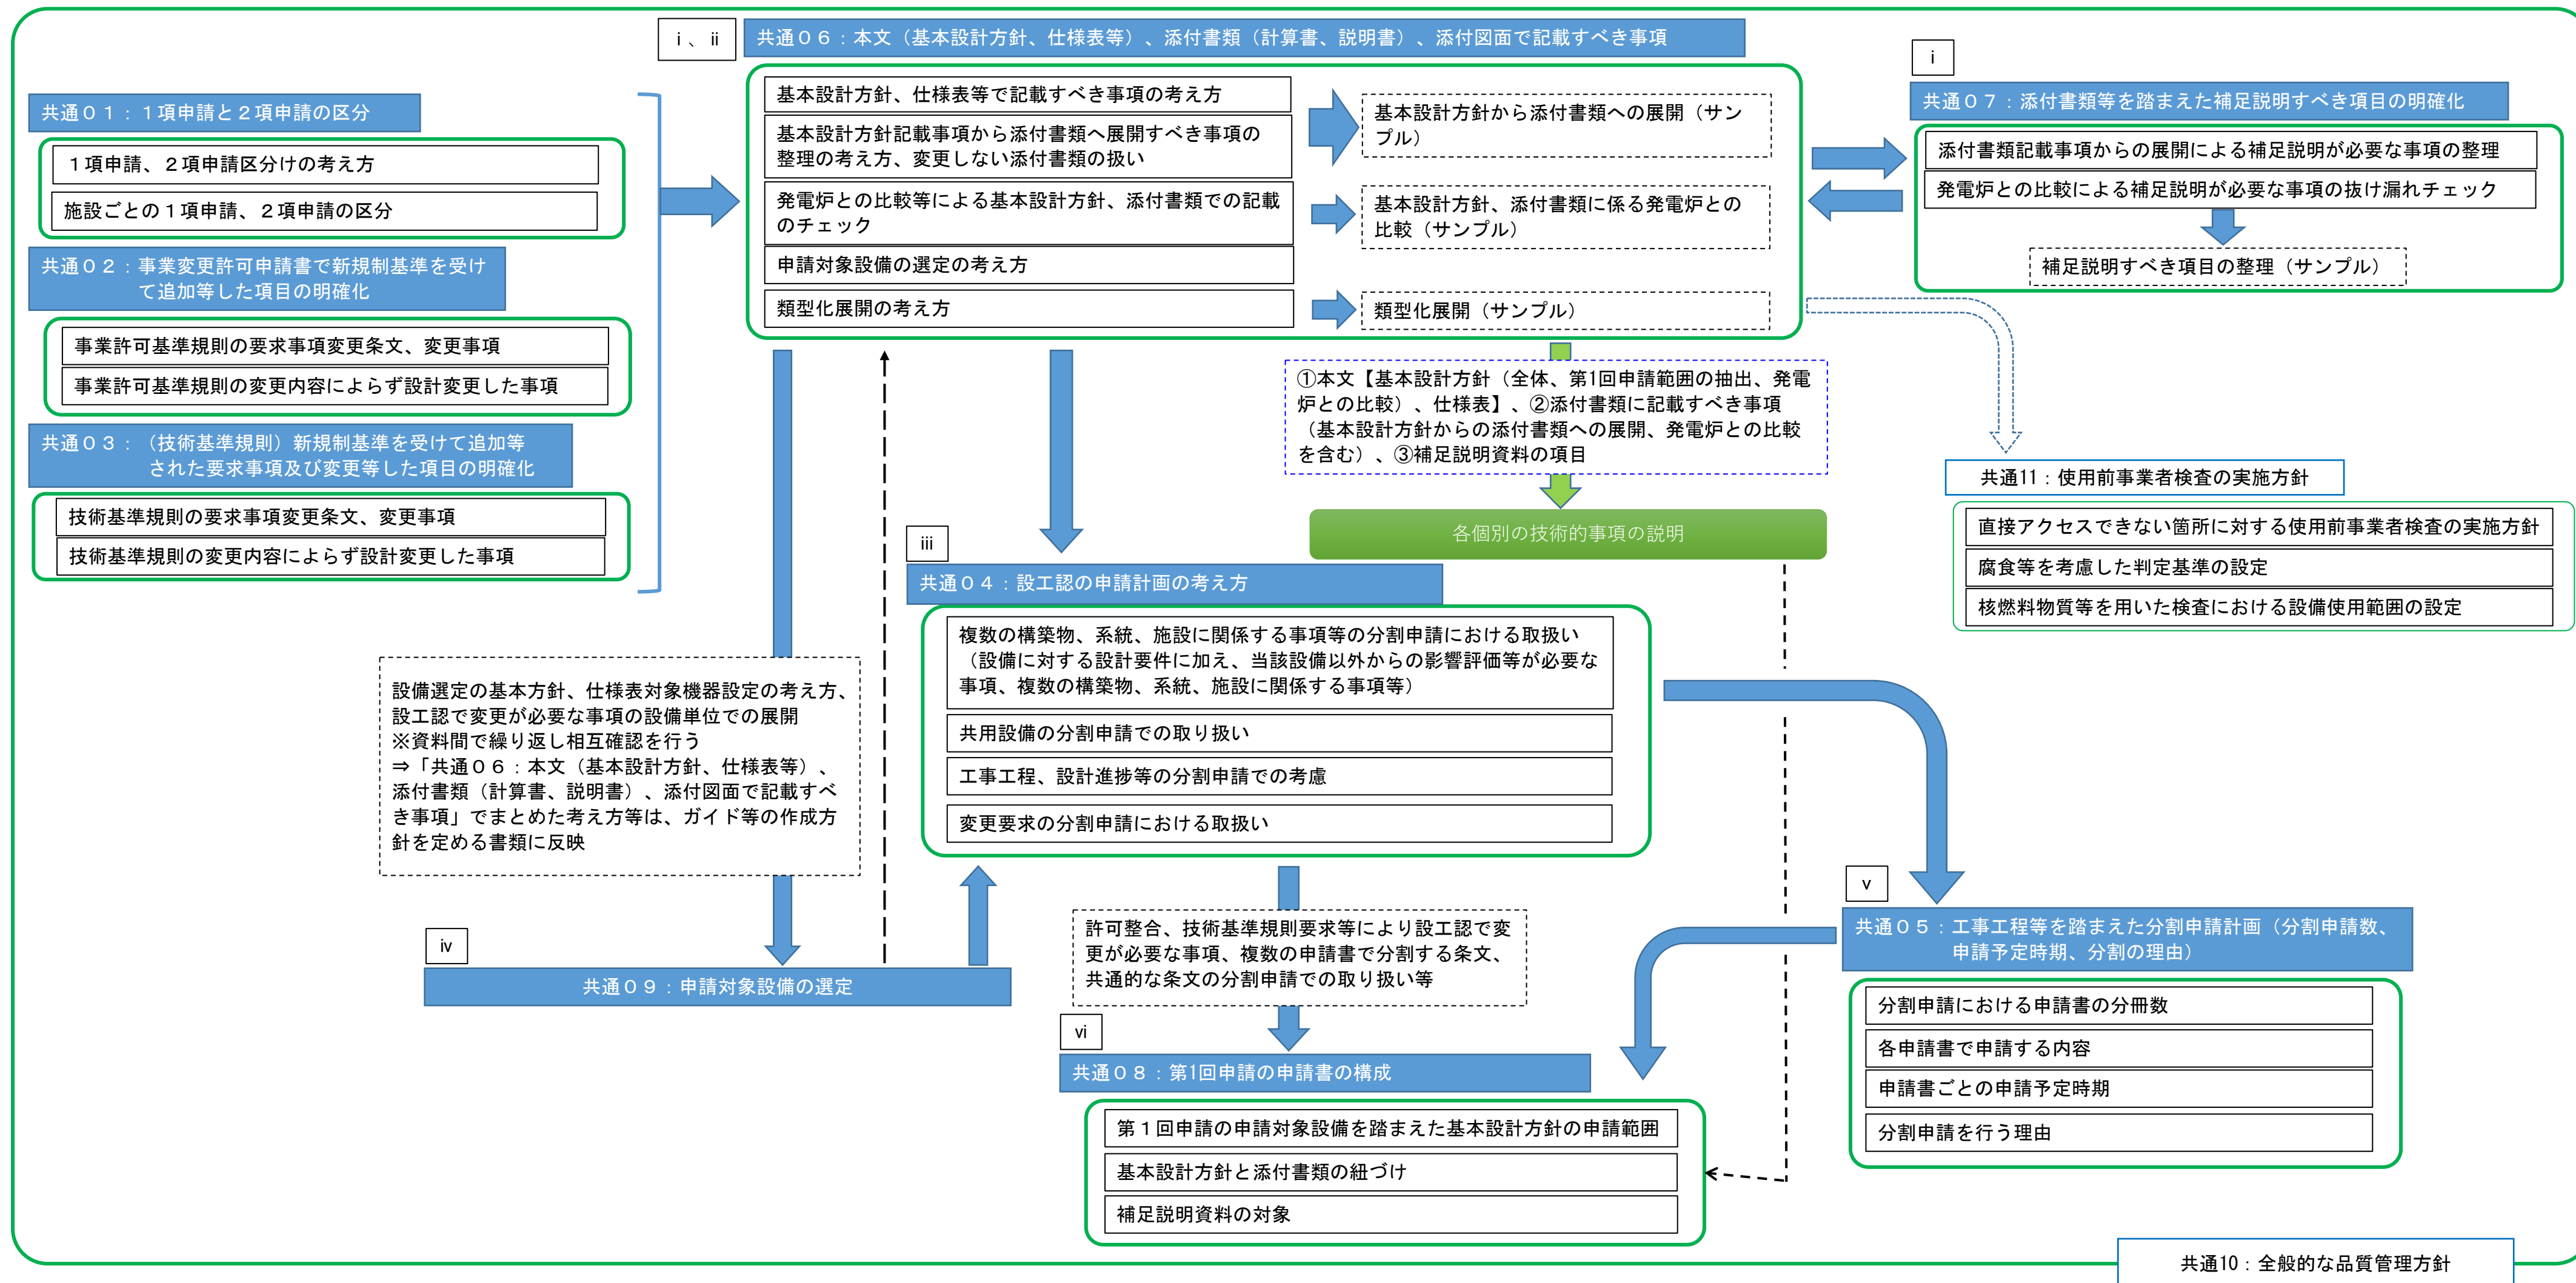 ⅰ、ⅱ
共通０６：本文（基本設計方針、仕様表等）、添付書類（計算書、説明書）、添付図面で記載すべき事項
基本設計方針、仕様表等で記載すべき事項の考え方
基本設計方針記載事項から添付書類へ展開すべき事項の
整理の考え方、変更しない添付書類の扱い
発電炉との比較等による基本設計方針、添付書類での記載
のチェック
申請対象設備の選定の考え方
類型化展開の考え方
基本設計方針から添付書類への展開（サン
プル）
基本設計方針、添付書類に係る発電炉との
比較（サンプル）
類型化展開（サンプル）
ⅰ
共通０７：添付書類等を踏まえた補足説明すべき項目の明確化
添付書類記載事項からの展開による補足説明が必要な事項の整理
発電炉との比較による補足説明が必要な事項の抜け漏れチェック
補足説明すべき項目の整理（サンプル）
共通０１：１項申請と２項申請の区分
１項申請、２項申請区分けの考え方
施設ごとの１項申請、２項申請の区分
共通０２：事業変更許可申請書で新規制基準を受け
て追加等した項目の明確化
事業許可基準規則の要求事項変更条文、変更事項
事業許可基準規則の変更内容によらず設計変更した事項
共通０３：（技術基準規則）新規制基準を受けて追加等
された要求事項及び変更等した項目の明確化
技術基準規則の要求事項変更条文、変更事項
技術基準規則の変更内容によらず設計変更した事項
①本文【基本設計方針（全体、第1回申請範囲の抽出、発電
炉との比較）、仕様表】、②添付書類に記載すべき事項
（基本設計方針からの添付書類への展開、発電炉との比較
を含む）、③補足説明資料の項目
各個別の技術的事項の説明
共通11：使用前事業者検査の実施方針
直接アクセスできない箇所に対する使用前事業者検査の実施方針
腐食等を考慮した判定基準の設定
核燃料物質等を用いた検査における設備使用範囲の設定
ⅲ
共通０４：設工認の申請計画の考え方
複数の構築物、系統、施設に関係する事項等の分割申請における取扱い
（設備に対する設計要件に加え、当該設備以外からの影響評価等が必要な
事項、複数の構築物、系統、施設に関係する事項等）
共用設備の分割申請での取り扱い
工事工程、設計進捗等の分割申請での考慮
変更要求の分割申請における取扱い
設備選定の基本方針、仕様表対象機器設定の考え方、
設工認で変更が必要な事項の設備単位での展開
※資料間で繰り返し相互確認を行う
⇒「共通０６：本文（基本設計方針、仕様表等）、
添付書類（計算書、説明書）、添付図面で記載すべ
き事項」でまとめた考え方等は、ガイド等の作成方
針を定める書類に反映
ⅳ
共通０９：申請対象設備の選定
許可整合、技術基準規則要求等により設工認で変
更が必要な事項、複数の申請書で分割する条文、
共通的な条文の分割申請での取り扱い等
ⅴ
共通０５：工事工程等を踏まえた分割申請計画（分割申請数、
申請予定時期、分割の理由）
分割申請における申請書の分冊数
各申請書で申請する内容
申請書ごとの申請予定時期
分割申請を行う理由
ⅵ
共通０８：第1回申請の申請書の構成
第１回申請の申請対象設備を踏まえた基本設計方針の申請範囲
基本設計方針と添付書類の紐づけ
補足説明資料の対象
共通10：全般的な品質管理方針